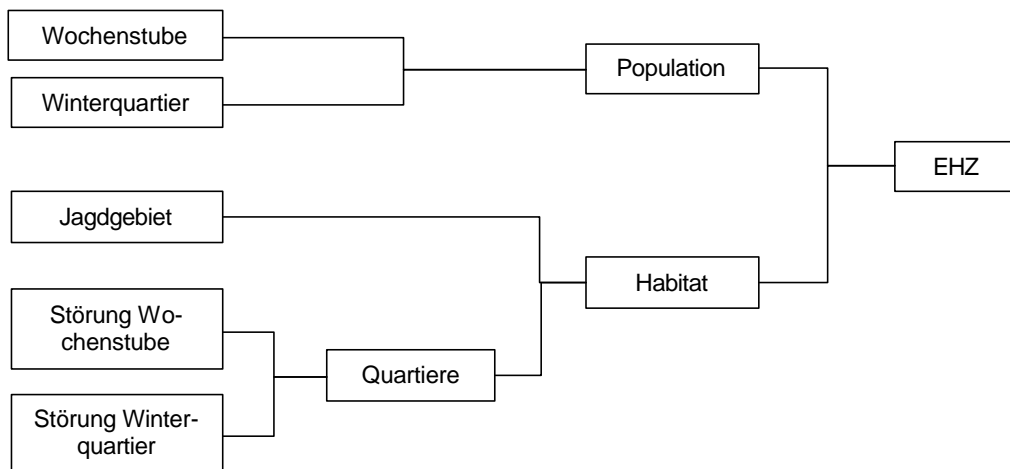 Wochenstube
Population
Winterquartier
EHZ
Jagdgebiet
Habitat
Störung Wo-
chenstube
Quartiere
Störung Winter-
quartier